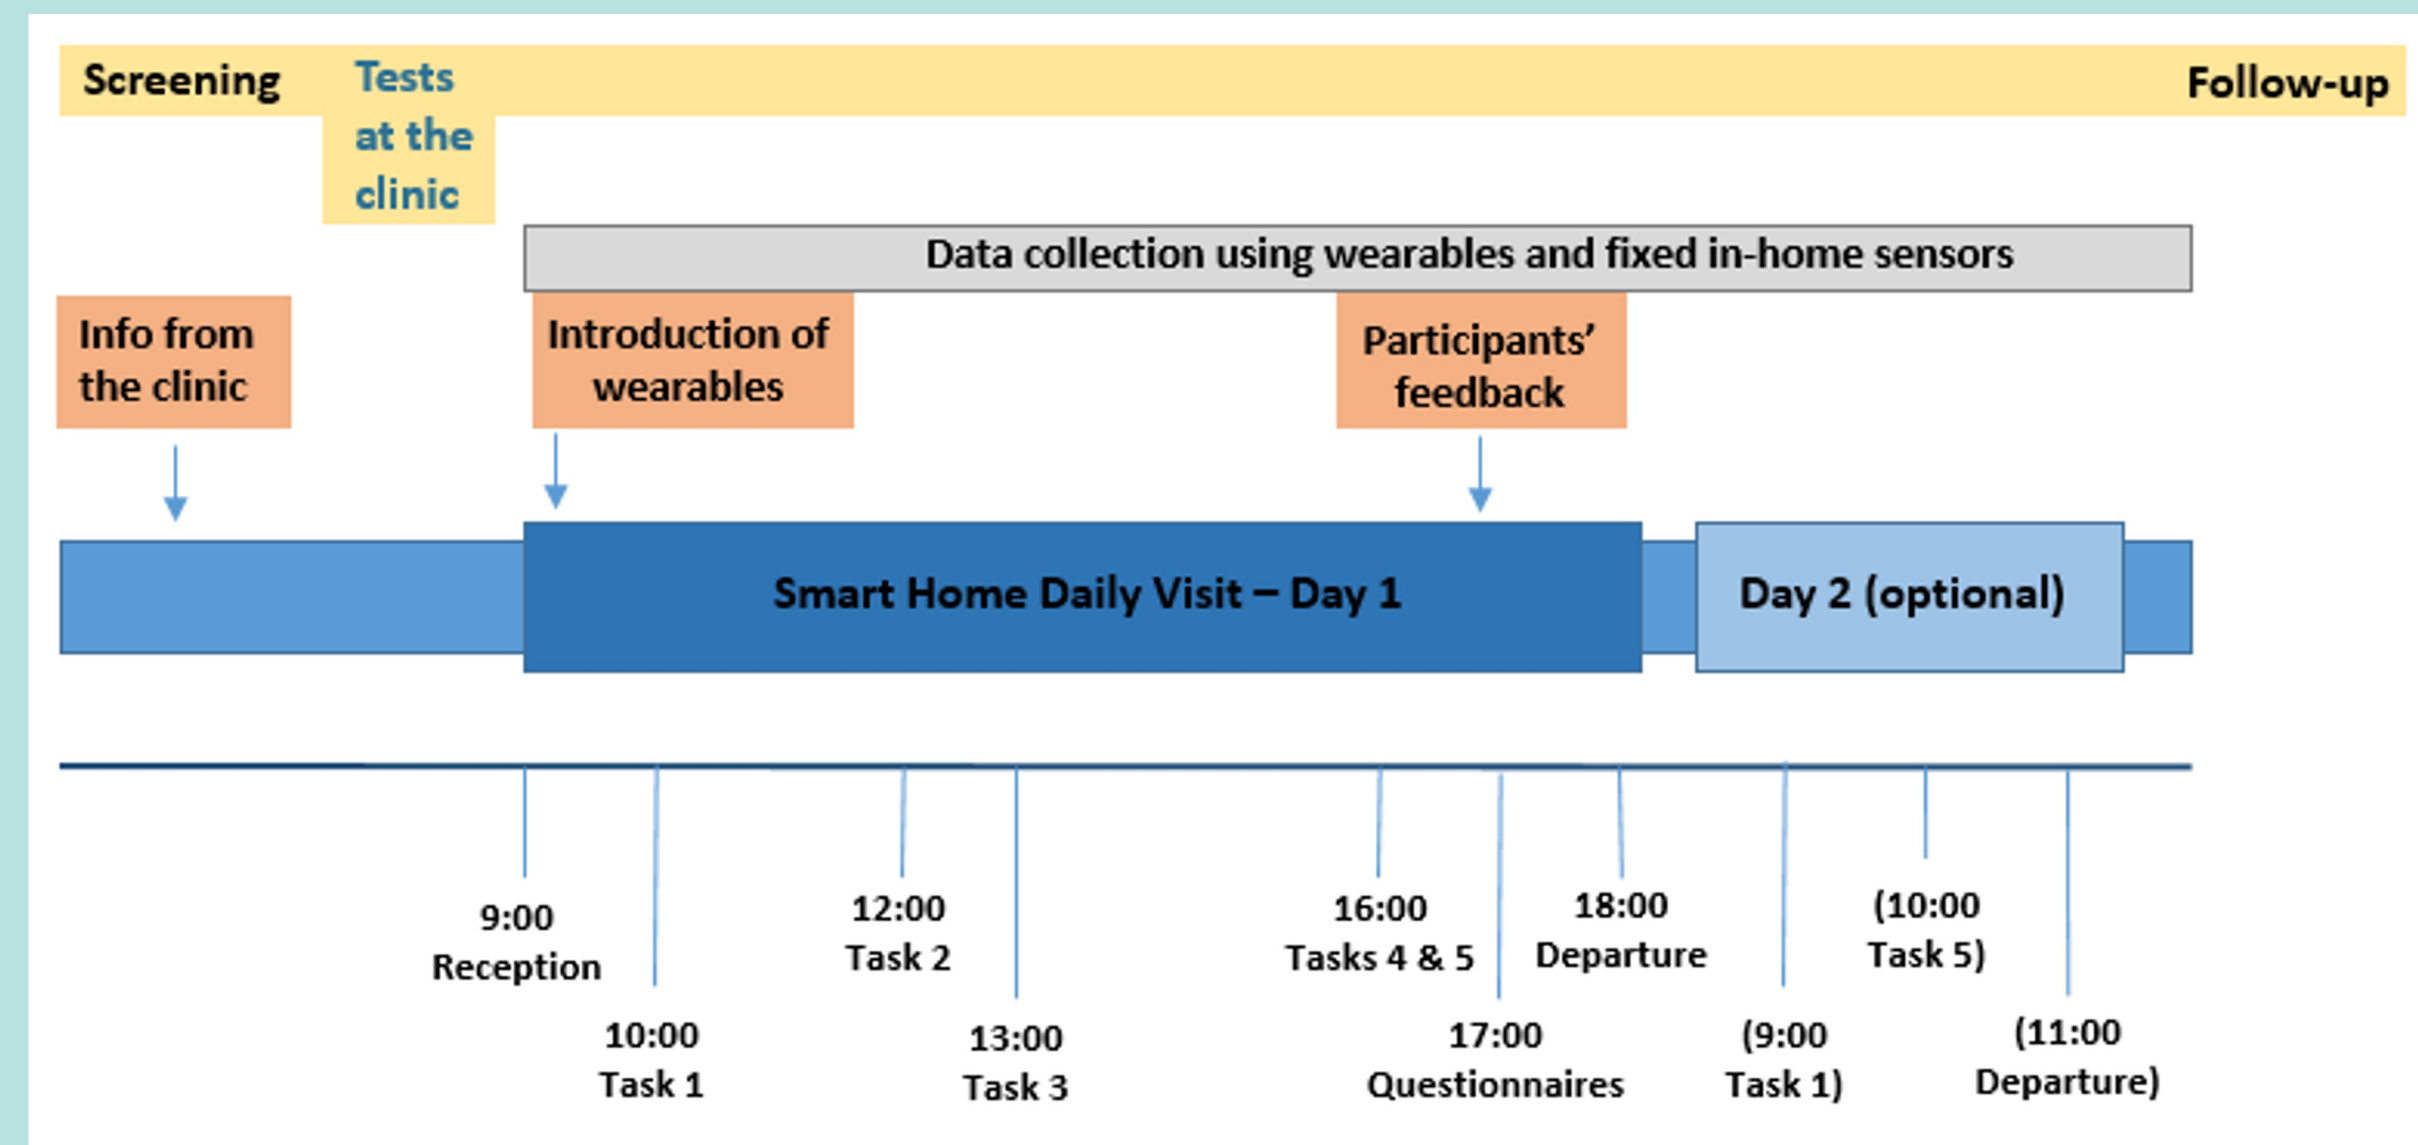 Screening
Tests
at the
clinic
Follow-up
Data collection using wearables and fixed in-home sensors
Info from
the clinic
Introduction of
wearables
Participants’
feedback
Smart Home Daily Visit – Day 1
Day 2 (optional)
9:00
Reception
10:00
Task 1
12:00
Task 2
13:00
Task 3
16:00
Tasks 4 & 5
17:00
Questionnaires
18:00
Departure
(9:00
Task 1)
(10:00
Task 5)
(11:00
Departure)